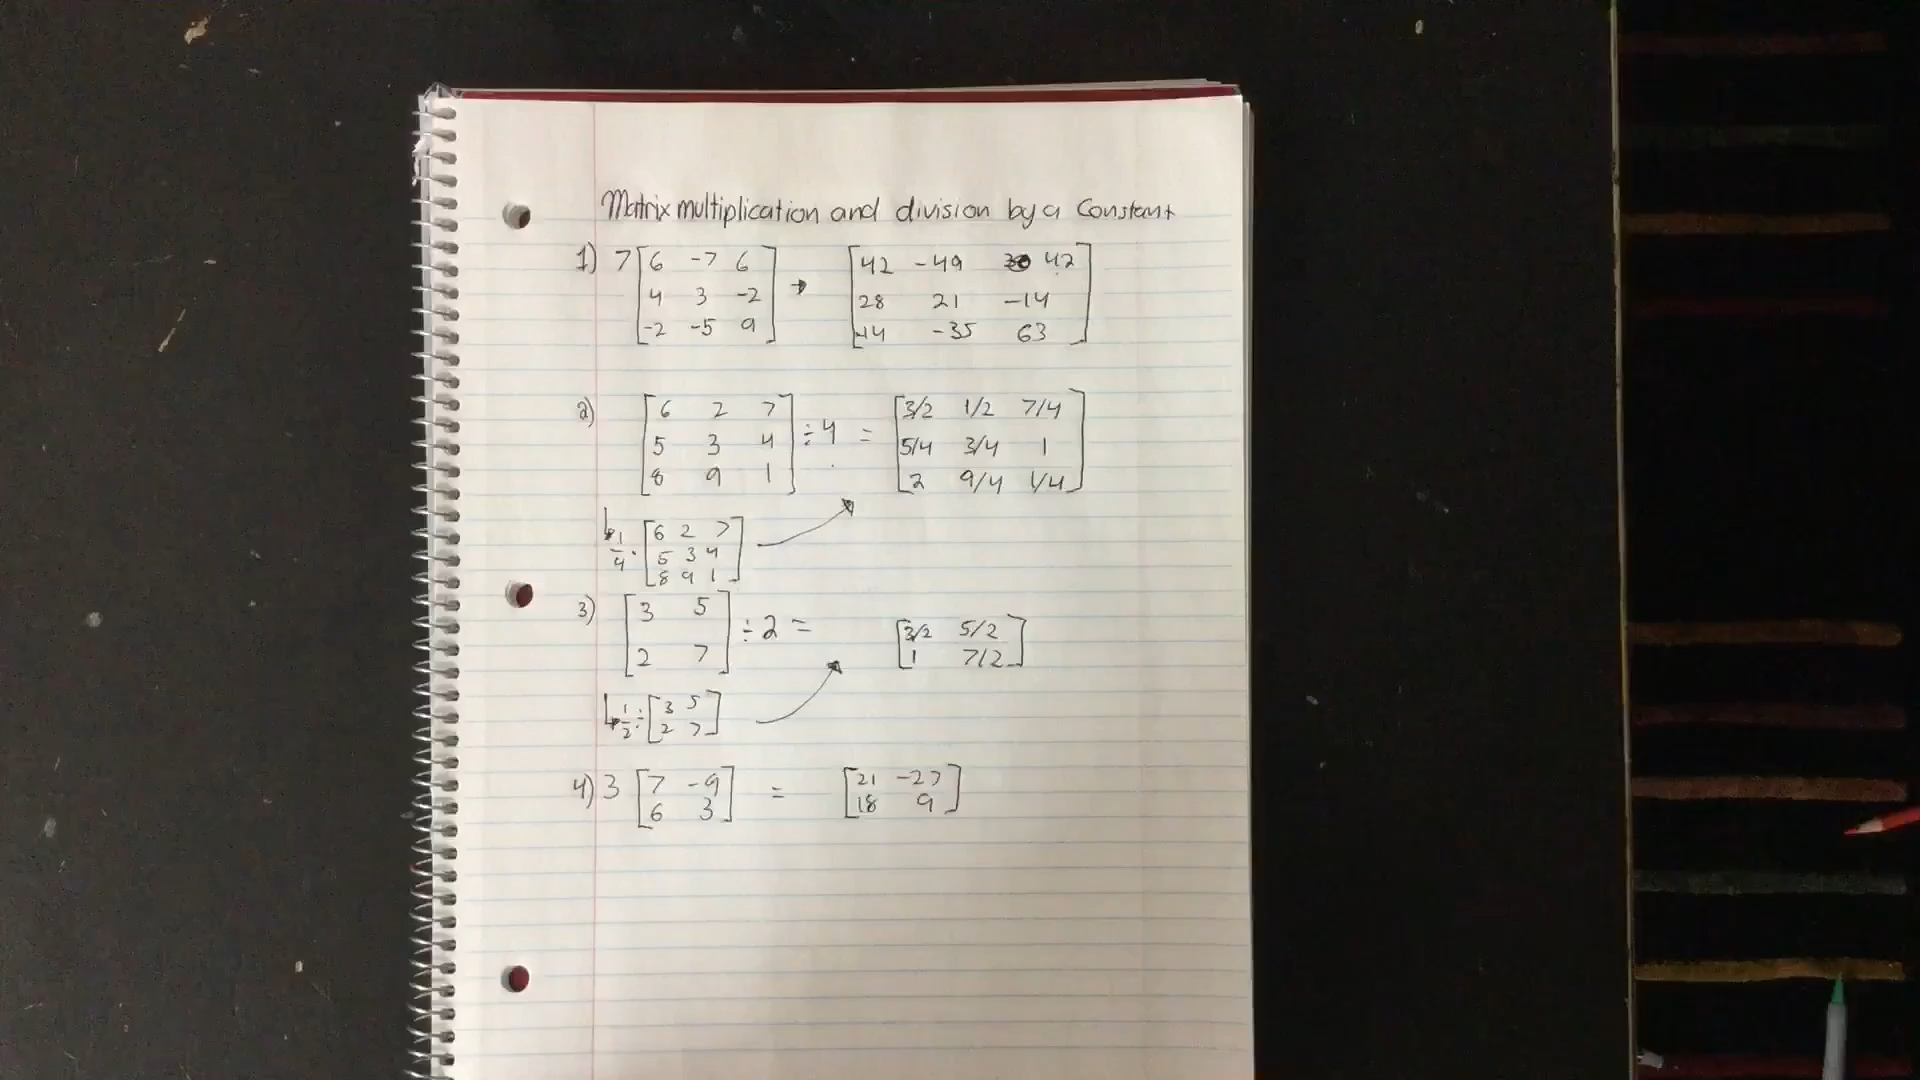 Matrix multiplication and division by a Constant
1) 7 [6 -7 6 → [42 -49 42
4 3 -2 28 21 -14
-2 -5 9] -14 -35 63]
2) [6 2 7 [3/2 1/2 7/4
5 3 4 ÷4 = 5/4 3/4 1
8 9 1] 2 9/4 1/4]
1/4 · [6 2 7
5 3 4
8 9 1]
3) [3 5 ÷2 = [3/2 5/2
2 7] 1 7/2]
1/2 ÷ [3 5
2 7]
4) 3 [7 -9 = [21 -27
6 3] 18 9]